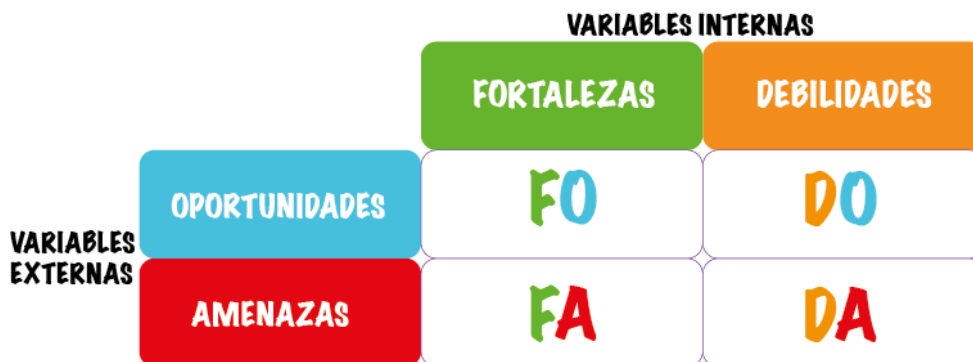 VARIABLES INTERNAS
FORTALEZAS DEBILIDADES
OPORTUNIDADES FO DO
VARIABLES
EXTERNAS
AMENAZAS FA DA